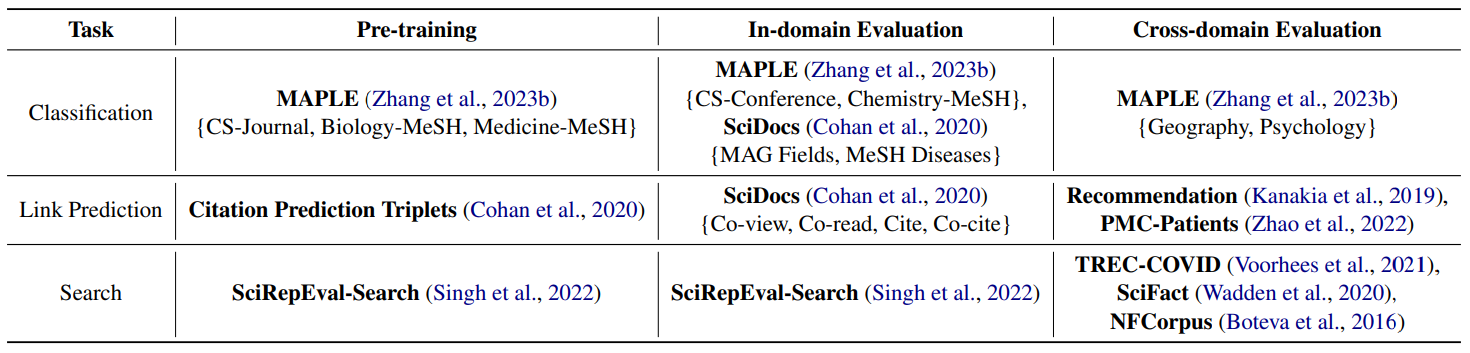 Task Pre-training In-domain Evaluation Cross-domain Evaluation
Classification
MAPLE (Zhang et al., 2023b)
{CS-Journal, Biology-MeSH, Medicine-MeSH}
MAPLE (Zhang et al., 2023b)
{CS-Conference, Chemistry-MeSH},
SciDocs (Cohan et al., 2020)
{MAG Fields, MeSH Diseases}
MAPLE (Zhang et al., 2023b)
{Geography, Psychology}
Link Prediction
Citation Prediction Triplets (Cohan et al., 2020)
SciDocs (Cohan et al., 2020)
{Co-view, Co-read, Cite, Co-cite}
Recommendation (Kanakia et al., 2019),
PMC-Patients (Zhao et al., 2022)
Search
SciRepEval-Search (Singh et al., 2022)
SciRepEval-Search (Singh et al., 2022)
TREC-COVID (Voorhees et al., 2021),
SciFact (Wadden et al., 2020),
NFCorpus (Boteva et al., 2016)